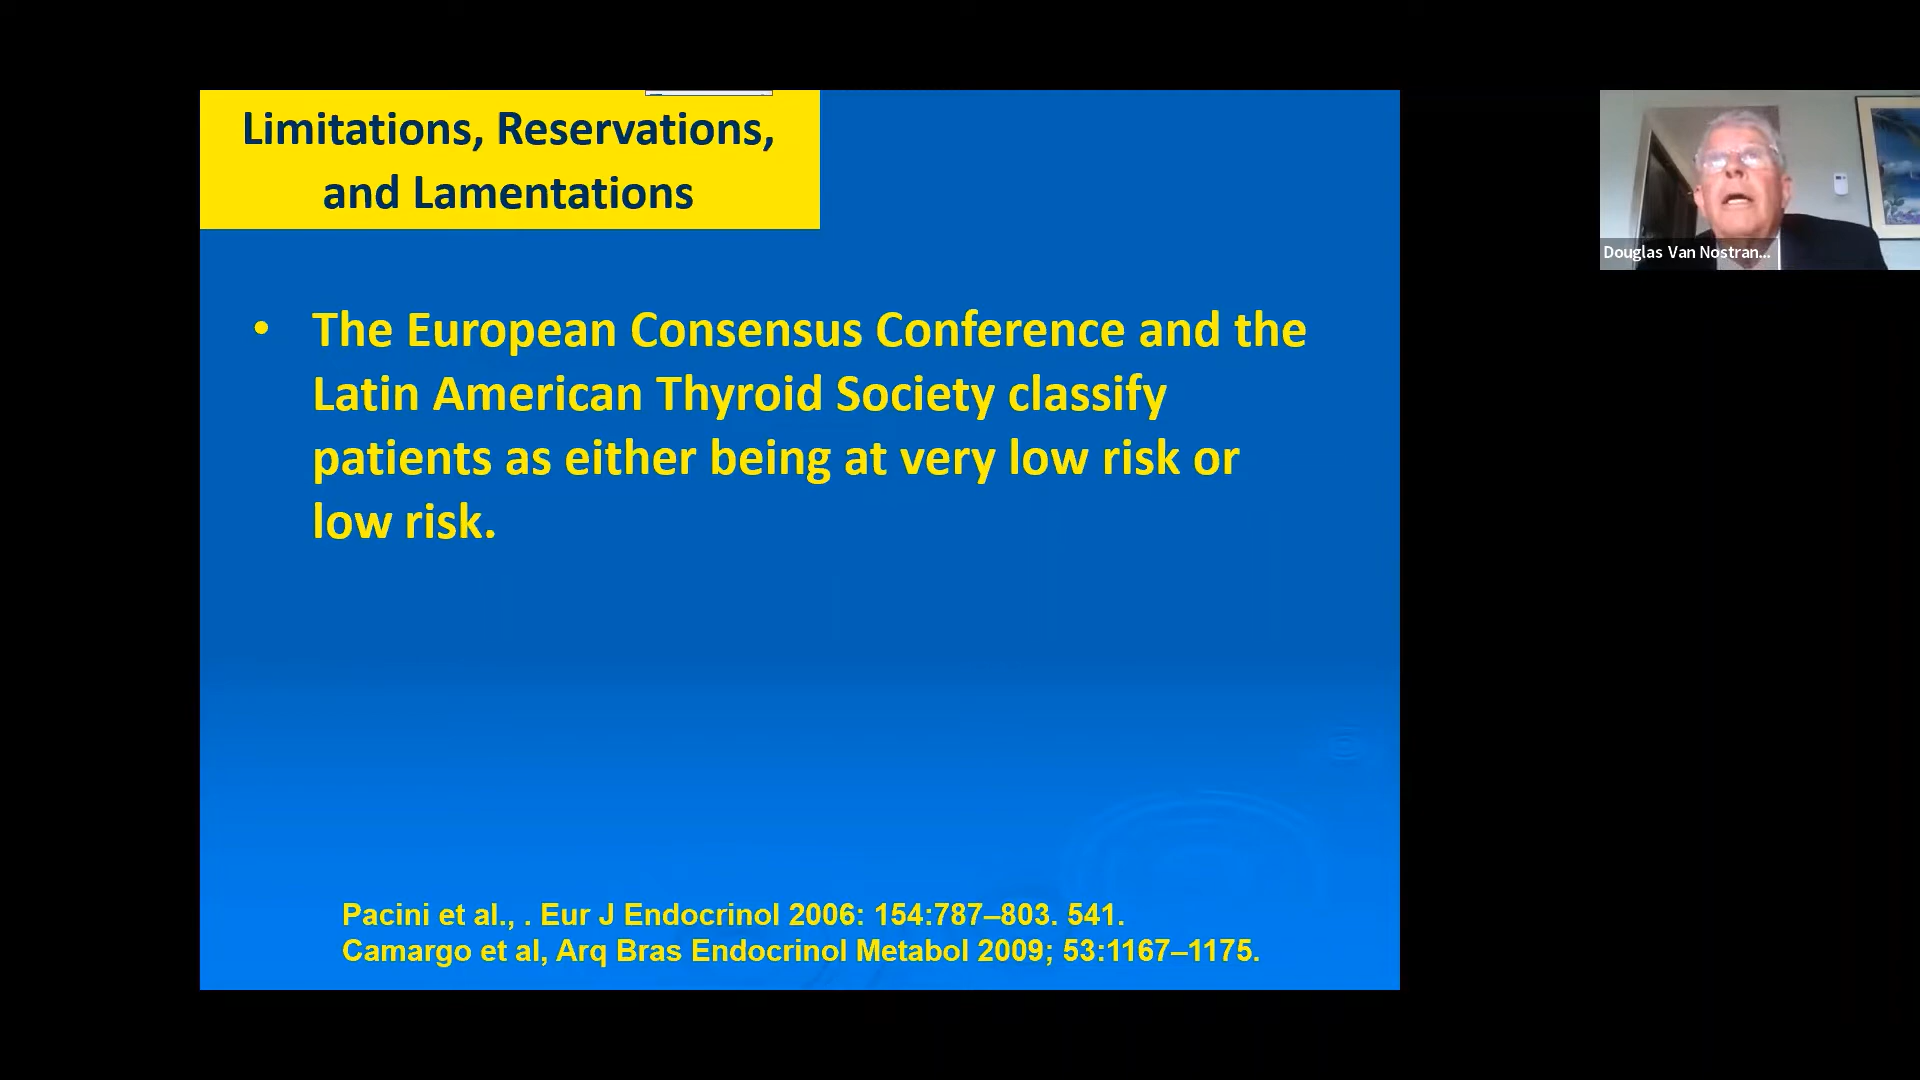 Limitations, Reservations,
and Lamentations
Douglas Van Nostran...
• The European Consensus Conference and the
Latin American Thyroid Society classify
patients as either being at very low risk or
low risk.
Pacini et al., . Eur J Endocrinol 2006: 154:787–803. 541.
Camargo et al, Arq Bras Endocrinol Metabol 2009; 53:1167–1175.